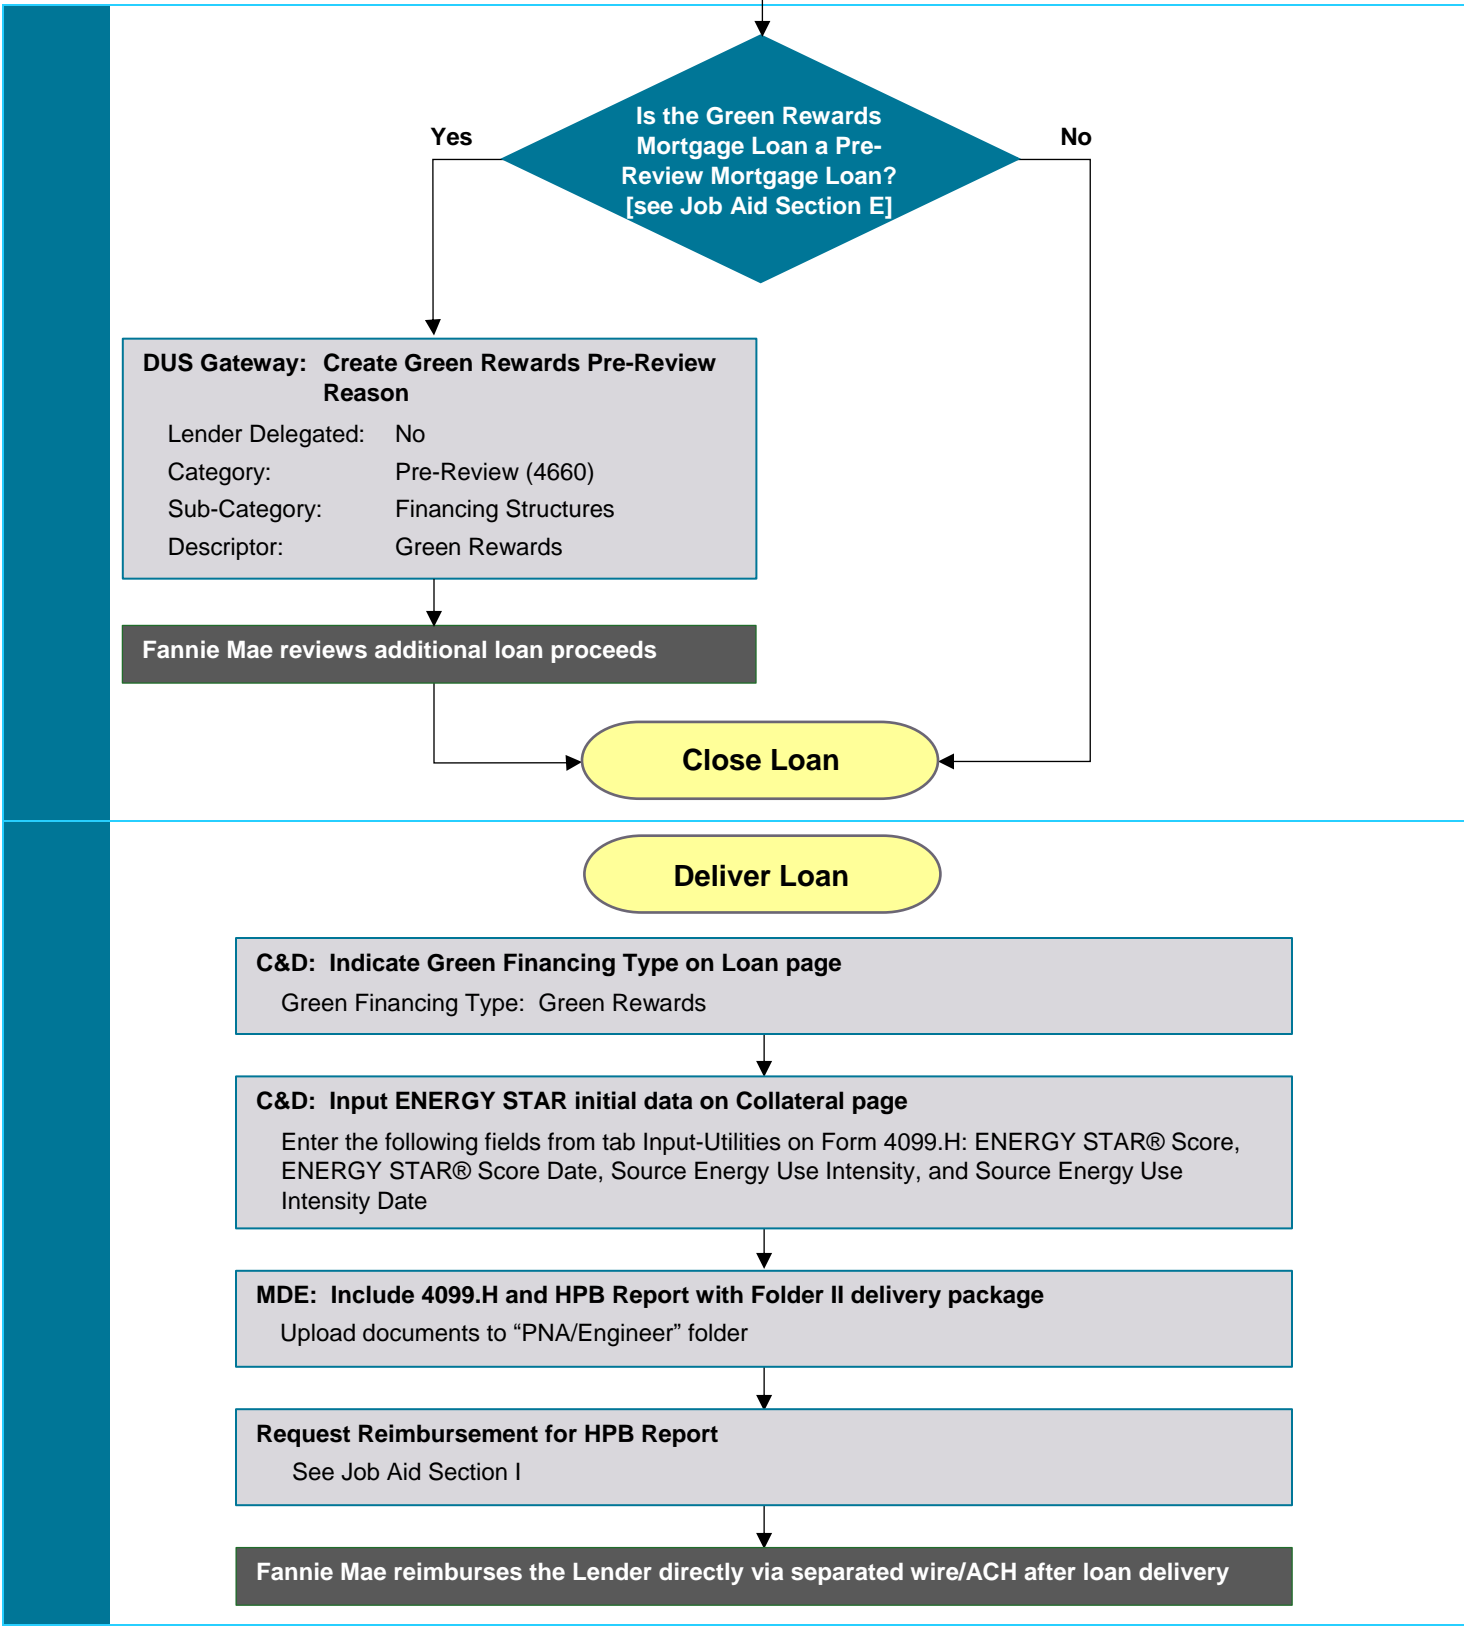 Is the Green Rewards
Mortgage Loan a Pre-
Review Mortgage Loan?
[see Job Aid Section E]
Yes
No
DUS Gateway: Create Green Rewards Pre-Review
Reason
Lender Delegated: No
Category: Pre-Review (4660)
Sub-Category: Financing Structures
Descriptor: Green Rewards
Fannie Mae reviews additional loan proceeds
Close Loan
Deliver Loan
C&D: Indicate Green Financing Type on Loan page
Green Financing Type: Green Rewards
C&D: Input ENERGY STAR initial data on Collateral page
Enter the following fields from tab Input-Utilities on Form 4099.H: ENERGY STAR® Score,
ENERGY STAR® Score Date, Source Energy Use Intensity, and Source Energy Use
Intensity Date
MDE: Include 4099.H and HPB Report with Folder II delivery package
Upload documents to “PNA/Engineer” folder
Request Reimbursement for HPB Report
See Job Aid Section I
Fannie Mae reimburses the Lender directly via separated wire/ACH after loan delivery